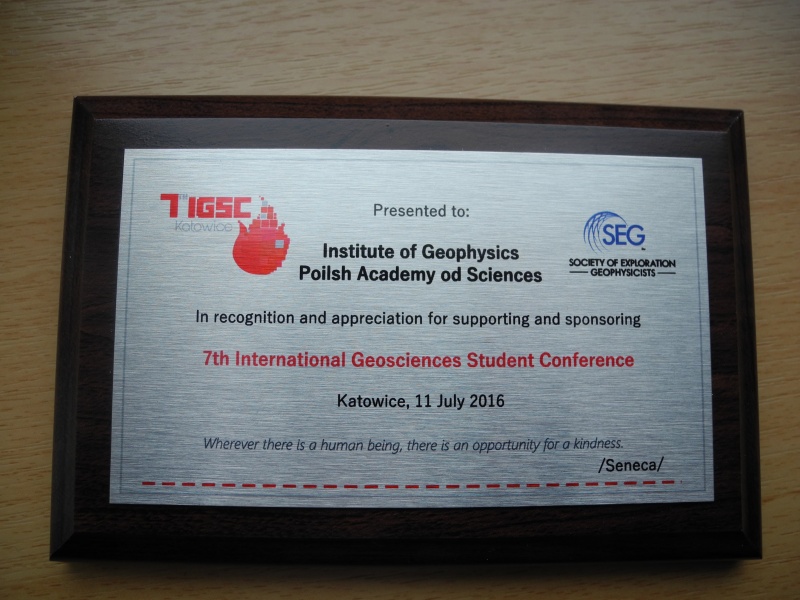 7th IGSC
Katowice
Presented to:
SEG
SOCIETY OF EXPLORATION
GEOPHYSICISTS
Institute of Geophysics
Poilsh Academy od Sciences
In recognition and appreciation for supporting and sponsoring
7th International Geosciences Student Conference
Katowice, 11 July 2016
Wherever there is a human being, there is an opportunity for a kindness.
/Seneca/